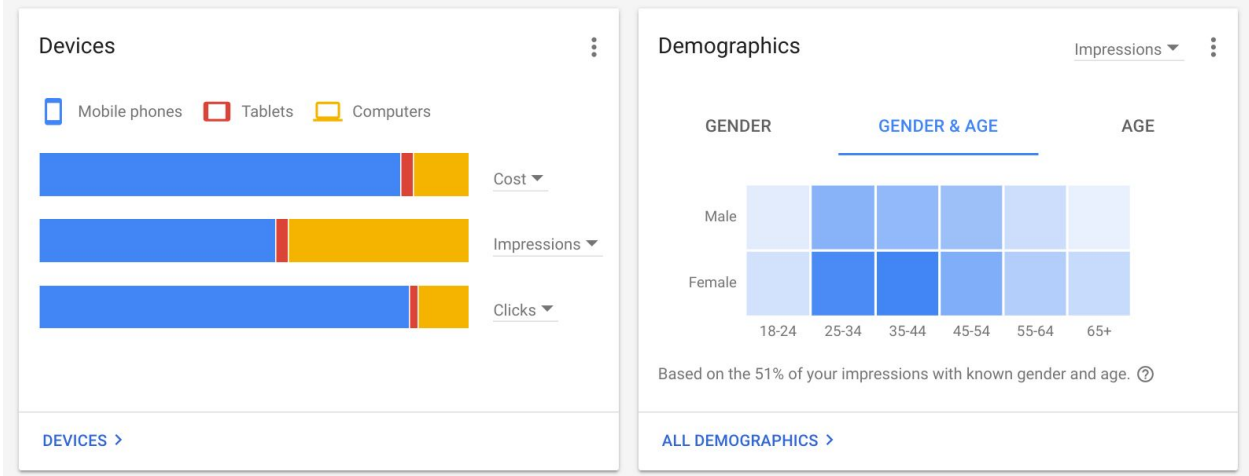 Devices
Mobile phones Tablets Computers
Cost
Impressions
Clicks
DEVICES
Demographics
Impressions
GENDER GENDER & AGE AGE
Male
Female
18-24 25-34 35-44 45-54 55-64 65+
Based on the 51% of your impressions with known gender and age. ?
ALL DEMOGRAPHICS